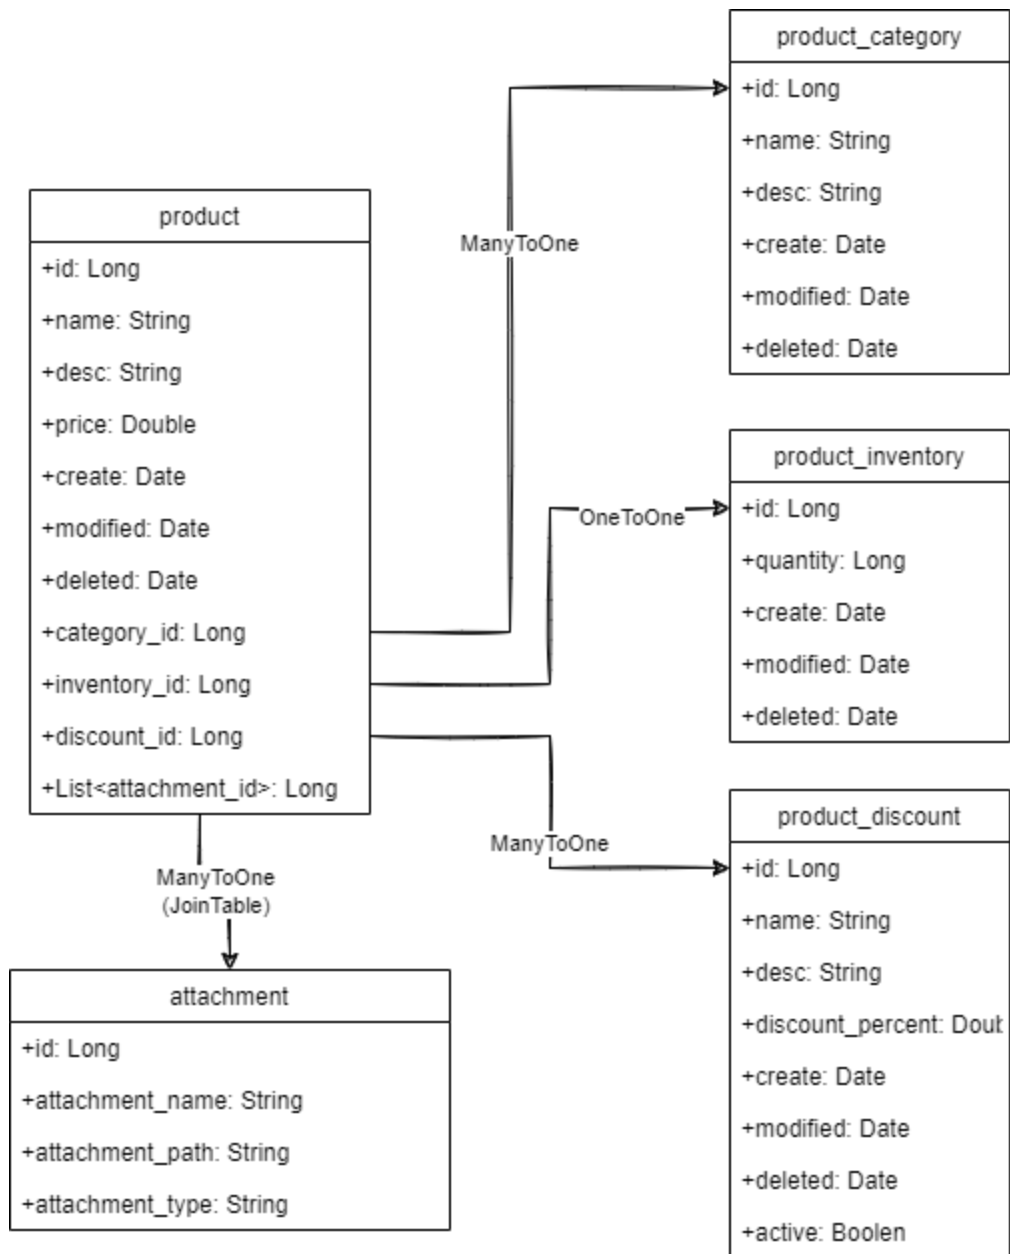 product_category
+id: Long
+name: String
+desc: String
+create: Date
+modified: Date
+deleted: Date
product
+id: Long
+name: String
+desc: String
+price: Double
+create: Date
+modified: Date
+deleted: Date
+category_id: Long
+inventory_id: Long
+discount_id: Long
+List<attachment_id>: Long
ManyToOne
product_inventory
+id: Long
+quantity: Long
+create: Date
+modified: Date
+deleted: Date
OneToOne
product_discount
+id: Long
+name: String
+desc: String
+discount_percent: Doub
+create: Date
+modified: Date
+deleted: Date
+active: Boolen
ManyToOne
ManyToOne
(JoinTable)
attachment
+id: Long
+attachment_name: String
+attachment_path: String
+attachment_type: String